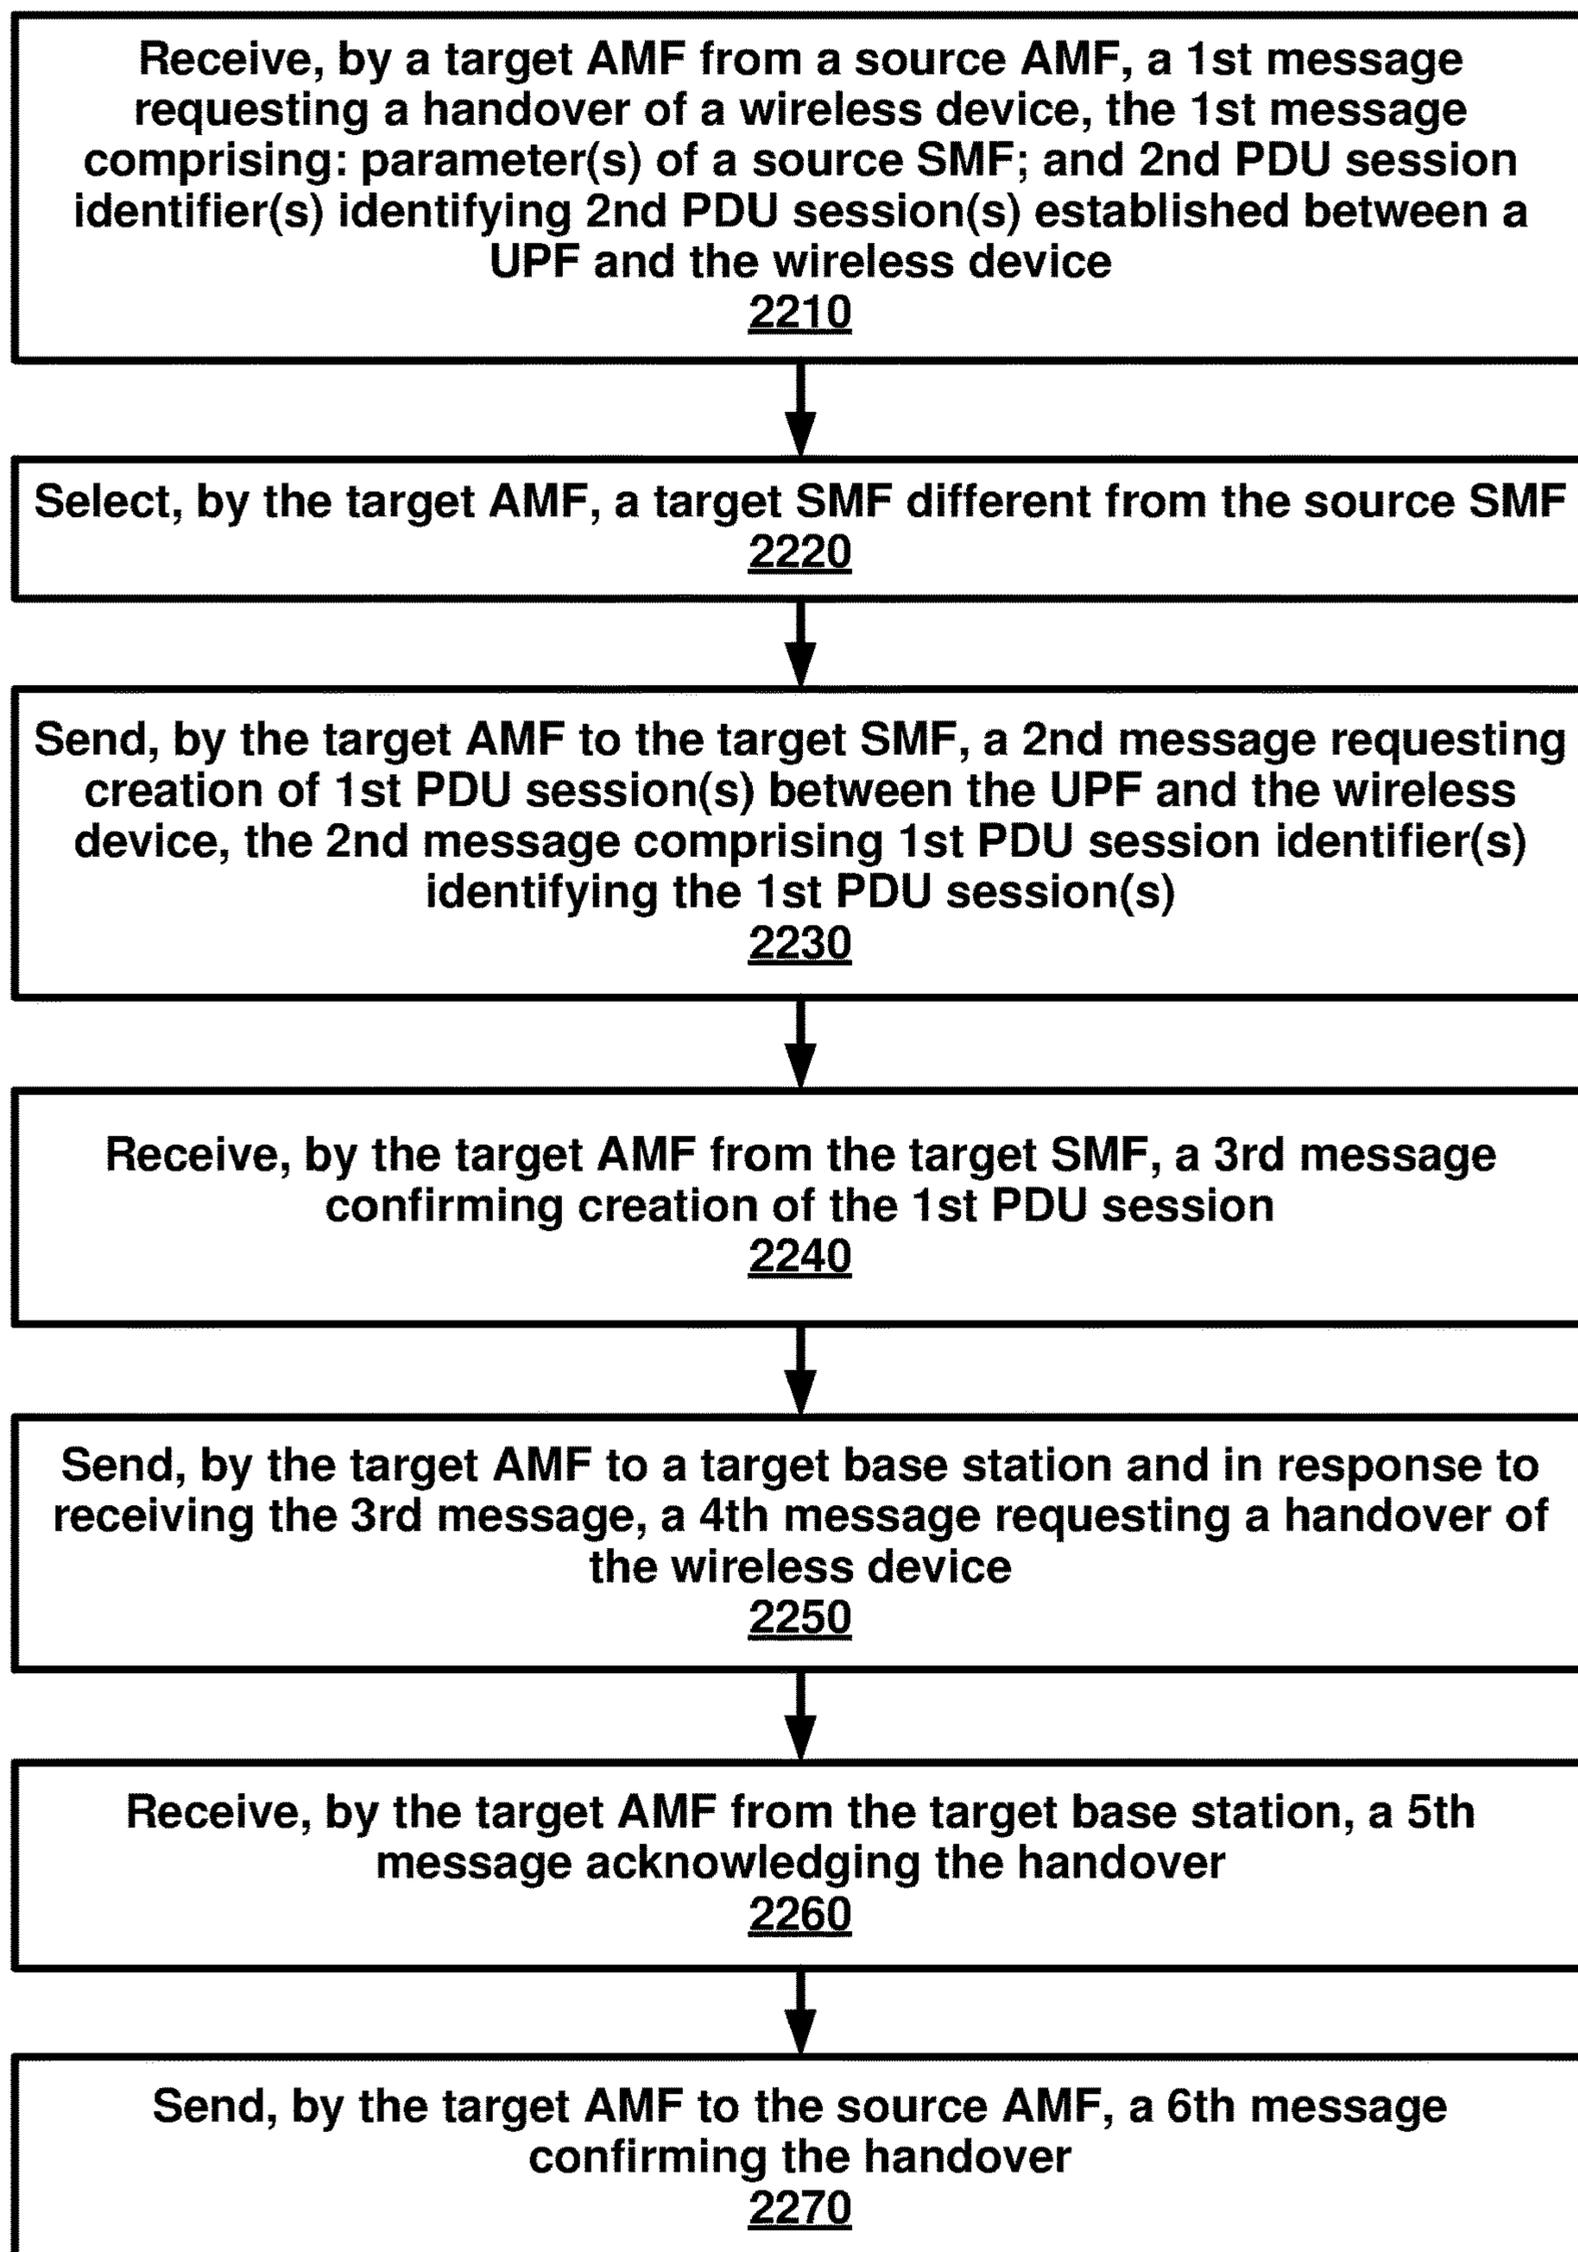 Receive, by a target AMF from a source AMF, a 1st message
requesting a handover of a wireless device, the 1st message
comprising: parameter(s) of a source SMF; and 2nd PDU session
identifier(s) identifying 2nd PDU session(s) established between a
UPF and the wireless device
2210
Select, by the target AMF, a target SMF different from the source SMF
2220
Send, by the target AMF to the target SMF, a 2nd message requesting
creation of 1st PDU session(s) between the UPF and the wireless
device, the 2nd message comprising 1st PDU session identifier(s)
identifying the 1st PDU session(s)
2230
Receive, by the target AMF from the target SMF, a 3rd message
confirming creation of the 1st PDU session
2240
Send, by the target AMF to a target base station and in response to
receiving the 3rd message, a 4th message requesting a handover of
the wireless device
2250
Receive, by the target AMF from the target base station, a 5th
message acknowledging the handover
2260
Send, by the target AMF to the source AMF, a 6th message
confirming the handover
2270